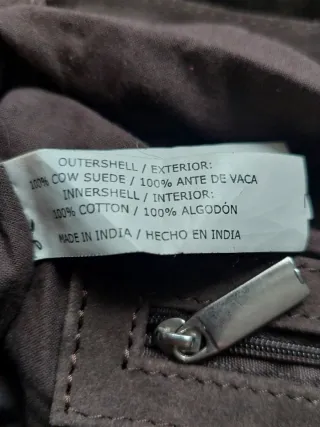 OUTERSHELL / EXTERIOR:
100% COW SUEDE / 100% ANTE DE VACA
INNERSHELL / INTERIOR:
100% COTTON / 100% ALGODÓN
MADE IN INDIA / HECHO EN INDIA